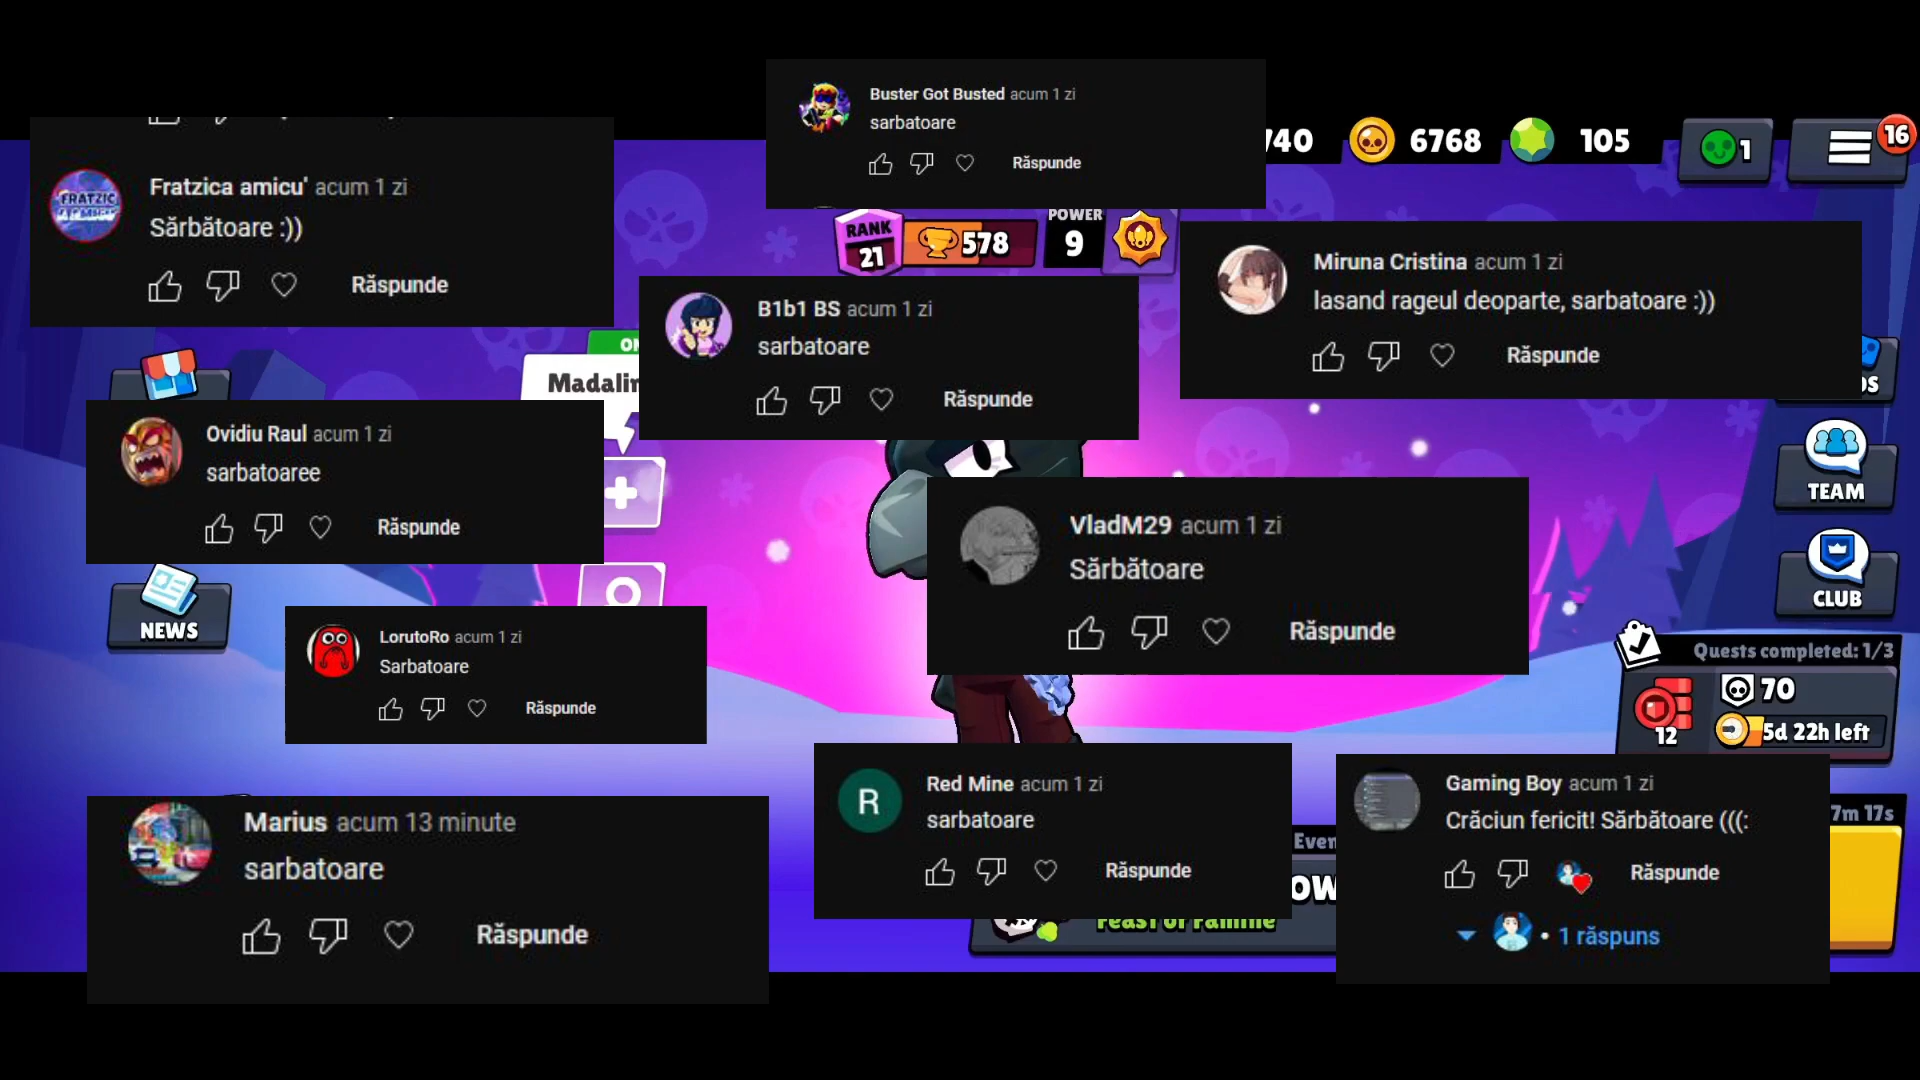 Buster Got Busted acum 1 zi
sarbatoare
Răspunde
740
6768
105
1
16
Fratzica amicu' acum 1 zi
Sărbătoare :))
Răspunde
FRATZIC
RANK
21
578
POWER
9
Miruna Cristina acum 1 zi
lasand rageul deoparte, sarbatoare :))
Răspunde
B1b1 BS acum 1 zi
sarbatoare
Răspunde
Ovidiu Raul acum 1 zi
sarbatoaree
Răspunde
TEAM
VladM29 acum 1 zi
Sărbătoare
Răspunde
CLUB
NEWS
LorutoRo acum 1 zi
Sarbatoare
Răspunde
Quests completed: 1/3
70
12
5d 22h left
Marius acum 13 minute
sarbatoare
Răspunde
R
Red Mine acum 1 zi
sarbatoare
Răspunde
Gaming Boy acum 1 zi
Crăciun fericit! Sărbătoare (((:
Răspunde
• 1 răspuns
7m 17s